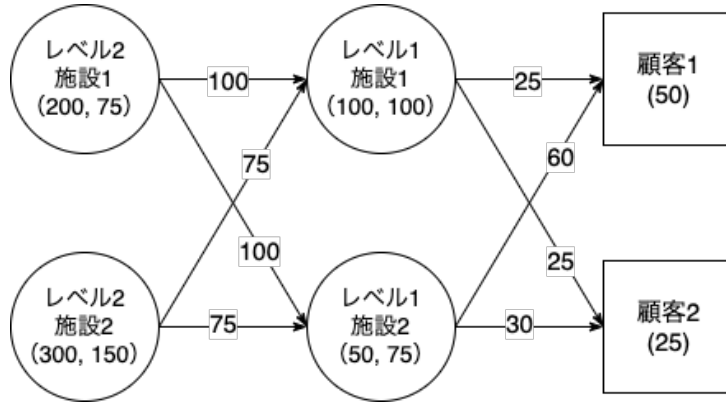 レベル2
施設1
（200, 75）
100
レベル1
施設1
（100, 100）
25
顧客1
(50)
75
60
100
25
レベル2
施設2
（300, 150）
75
レベル1
施設2
（50, 75）
30
顧客2
(25)